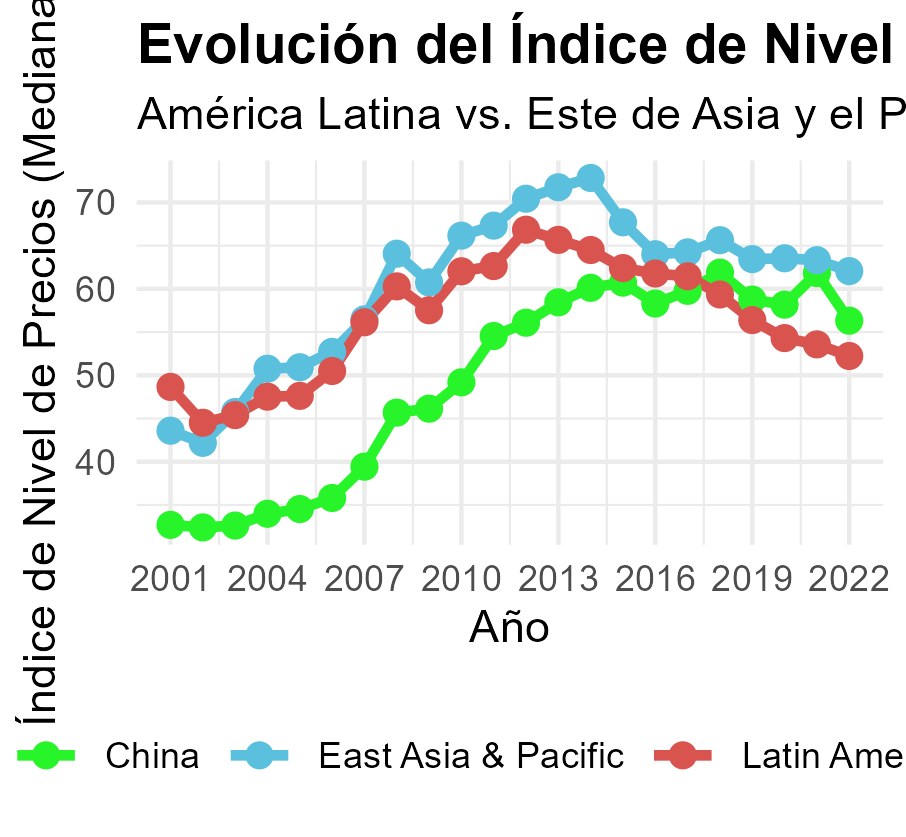 Evolución del Índice de Nivel
América Latina vs. Este de Asia y el P
Índice de Nivel de Precios (Mediana
70
60
50
40
2001 2004 2007 2010 2013 2016 2019 2022
Año
China East Asia & Pacific Latin Ame